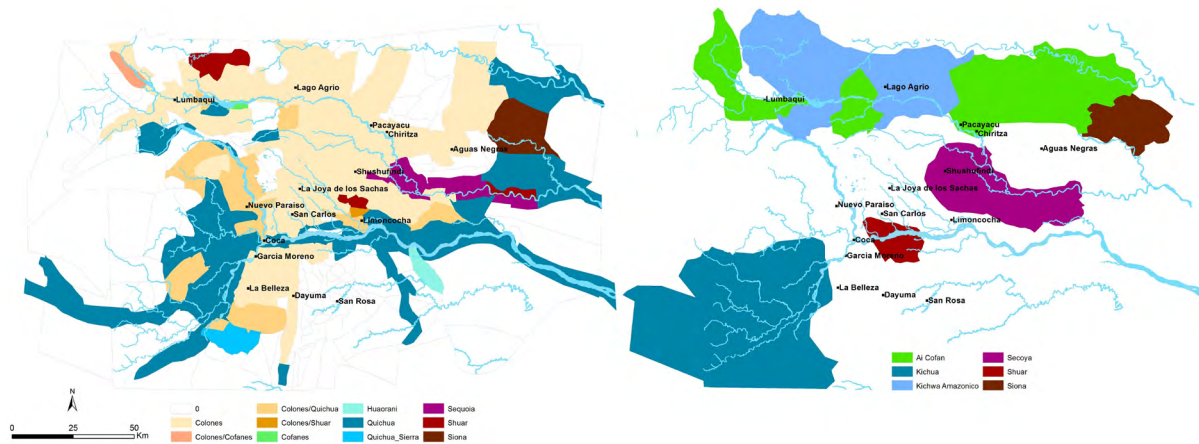 Lumbaqui
Lago Agrio
Pacayacu
Chiritza
Aguas Negras
Shushufindi
La Joya de los Sachas
Nuevo Paraiso
San Carlos
Limoncocha
Coca
Garcia Moreno
La Belleza
Dayuma
San Rosa
N
0 25 50
Km
0
Colones
Colones/Cofanes
Colones/Quichua
Colones/Shuar
Cofanes
Huaorani
Quichua
Quichua_Sierra
Sequoia
Shuar
Siona
Lago Agrio
Lumbaqui
Pacayacu
Chiritza
Aguas Negras
Shushufindi
La Joya de los Sachas
Nuevo Paraiso
San Carlos
Limoncocha
Coca
Garcia Moreno
La Belleza
Dayuma
San Rosa
Ai Cofan
Kichua
Kichwa Amazonico
Secoya
Shuar
Siona